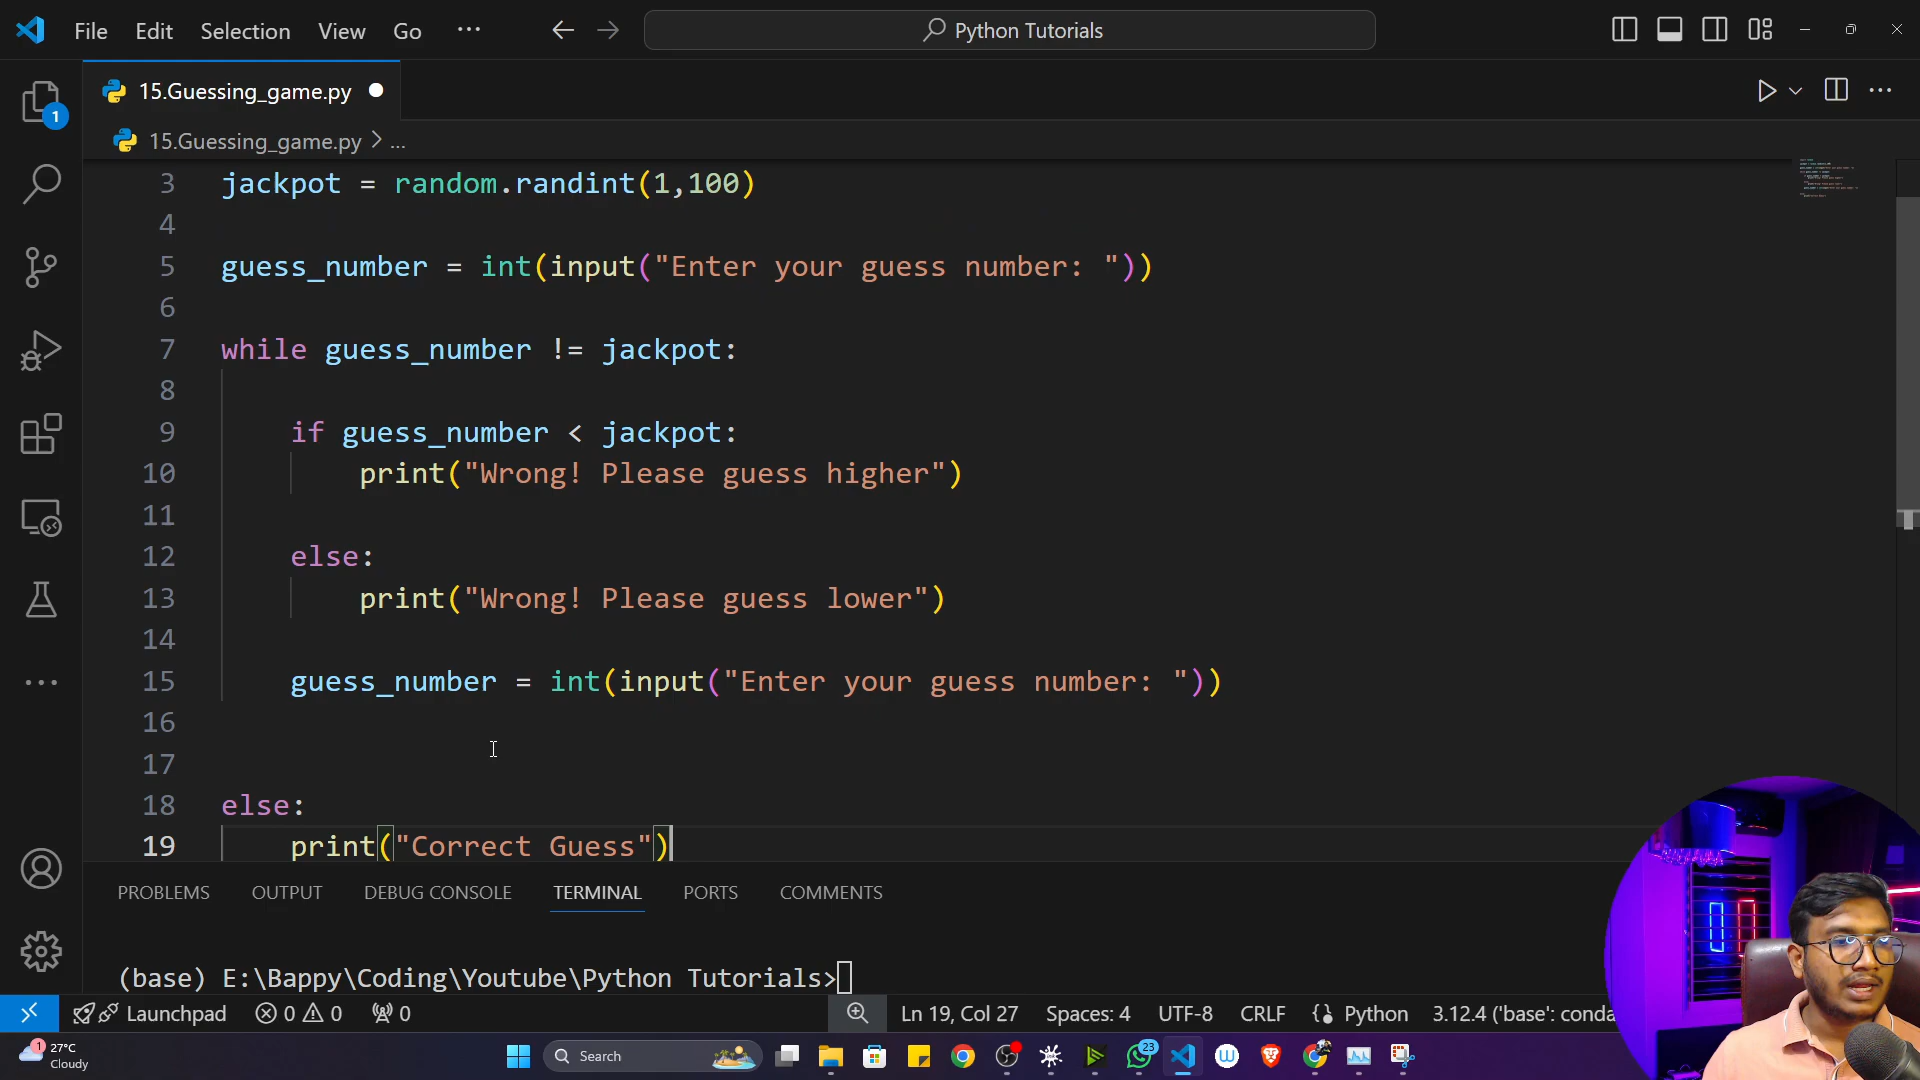 File Edit Selection View Go ... Python Tutorials
15.Guessing_game.py
15.Guessing_game.py > ...
3 jackpot = random.randint(1,100)
4
5 guess_number = int(input("Enter your guess number: "))
6
7 while guess_number != jackpot:
8
9 if guess_number < jackpot:
10 print("Wrong! Please guess higher")
11
12 else:
13 print("Wrong! Please guess lower")
14
15 guess_number = int(input("Enter your guess number: "))
16
17
18 else:
19 print("Correct Guess")
1
PROBLEMS OUTPUT DEBUG CONSOLE TERMINAL PORTS COMMENTS
(base) E:\Bappy\Coding\Youtube\Python Tutorials>
Launchpad 0 0 0 Ln 19, Col 27 Spaces: 4 UTF-8 CRLF Python 3.12.4 ('base': conda
1 27°C Search 23
Cloudy